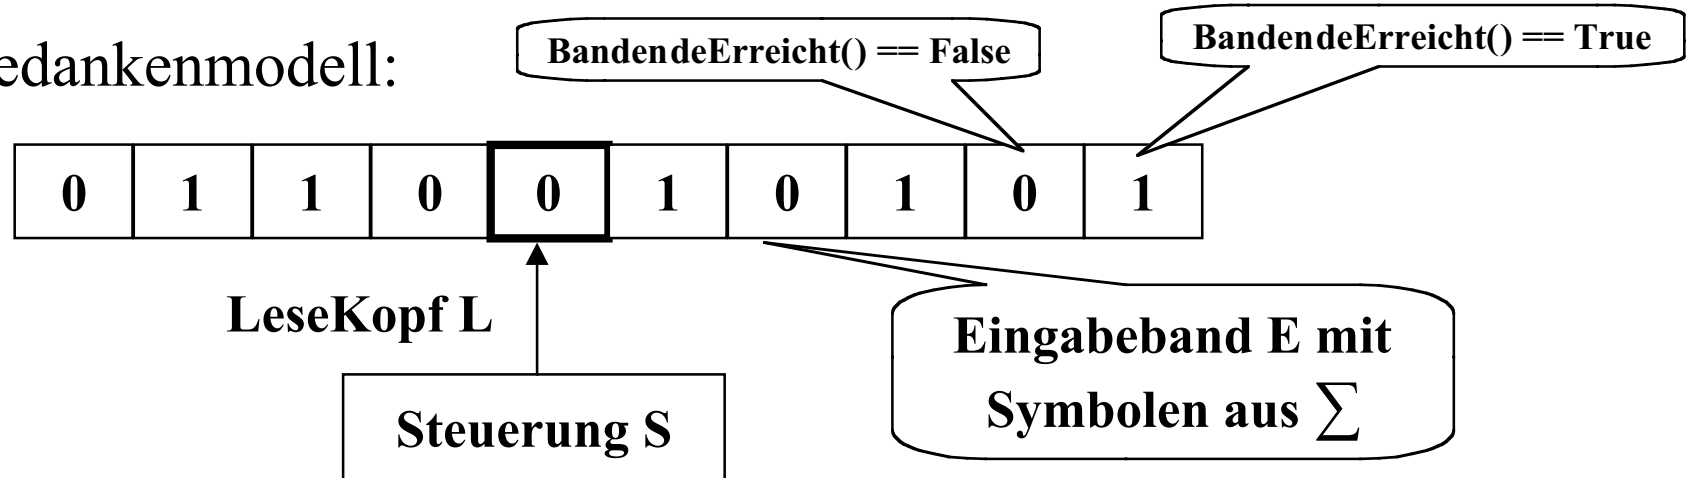 BandendeErreicht() == False
BandendeErreicht() == True
edankenmodell:
0 1 1 0 0 1 0 1 0 1
LeseKopf L
Eingabeband E mit
Symbolen aus ∑
Steuerung S